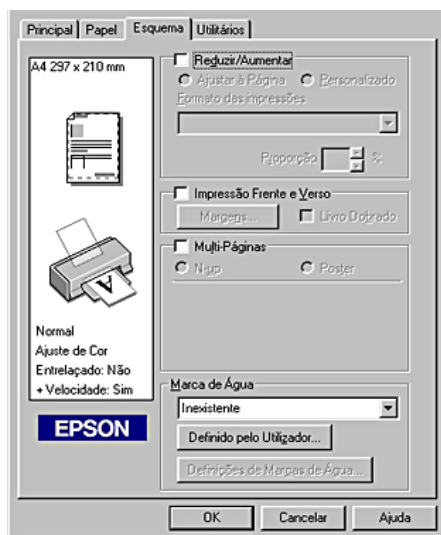 Principal Papel Esquema Utilitários
A4 297 x 210 mm
Normal
Ajuste de Cor
Entrelaçado: Não
+ Velocidade: Sim
EPSON
Reduzir/Aumentar
Ajustar à Página Personalizado
Formato das impressões
Proporção %
Impressão Frente e Verso
Margens... Livro Dobrado
Multi-Páginas
N-up Poster
Marca de Água
Inexistente
Definido pelo Utilizador...
Definições de Marcas de Água...
OK Cancelar Ajuda